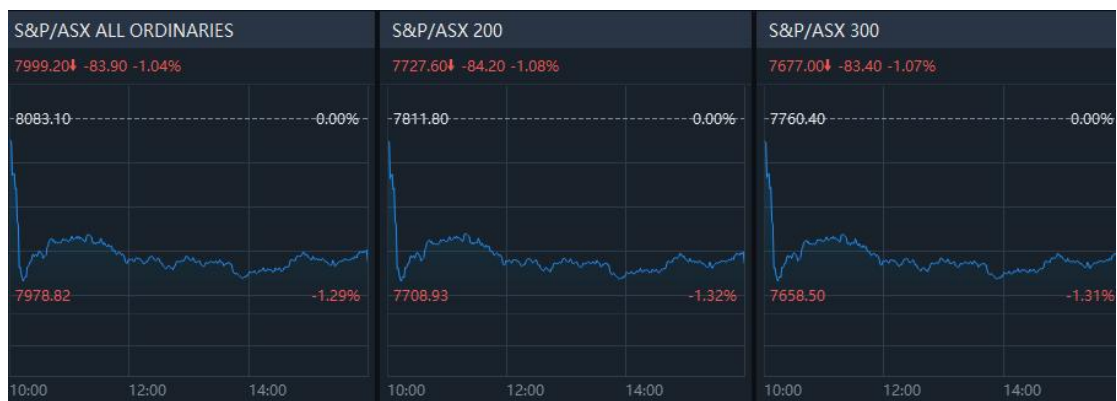 S&P/ASX ALL ORDINARIES
7999.20⬇ -83.90 -1.04%
8083.10 0.00%
7978.82 -1.29%
10:00 12:00 14:00
S&P/ASX 200
7727.60⬇ -84.20 -1.08%
7811.80 0.00%
7708.93 -1.32%
10:00 12:00 14:00
S&P/ASX 300
7677.00⬇ -83.40 -1.07%
7760.40 0.00%
7658.50 -1.31%
10:00 12:00 14:00